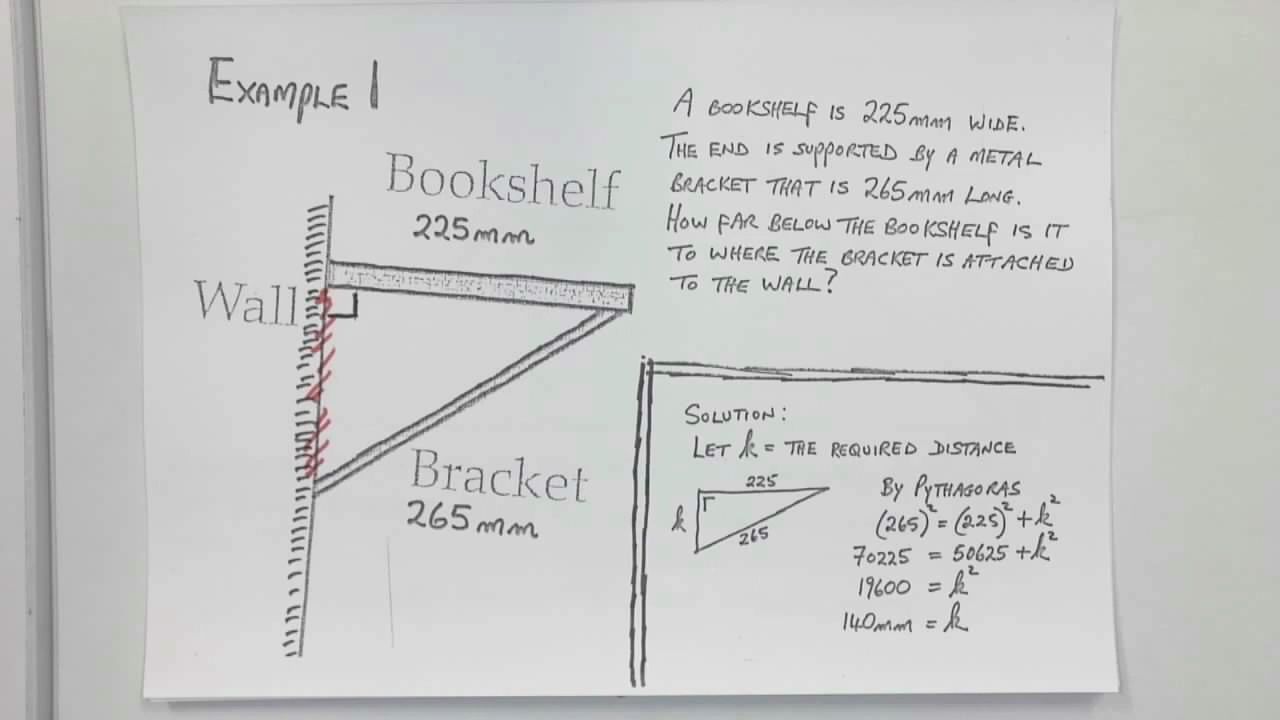 EXAMPLE 1
A BOOKSHELF IS 225mm WIDE.
THE END IS SUPPORTED BY A METAL
BRACKET THAT IS 265mm LONG.
HOW FAR BELOW THE BOOKSHELF IS IT
TO WHERE THE BRACKET IS ATTACHED
TO THE WALL?
Bookshelf
225mm
Wall
Bracket
265mm
SOLUTION:
LET k = THE REQUIRED DISTANCE
225
k
265
BY PYTHAGORAS
(265)² = (225)² + k²
70225 = 50625 + k²
19600 = k²
140mm = k